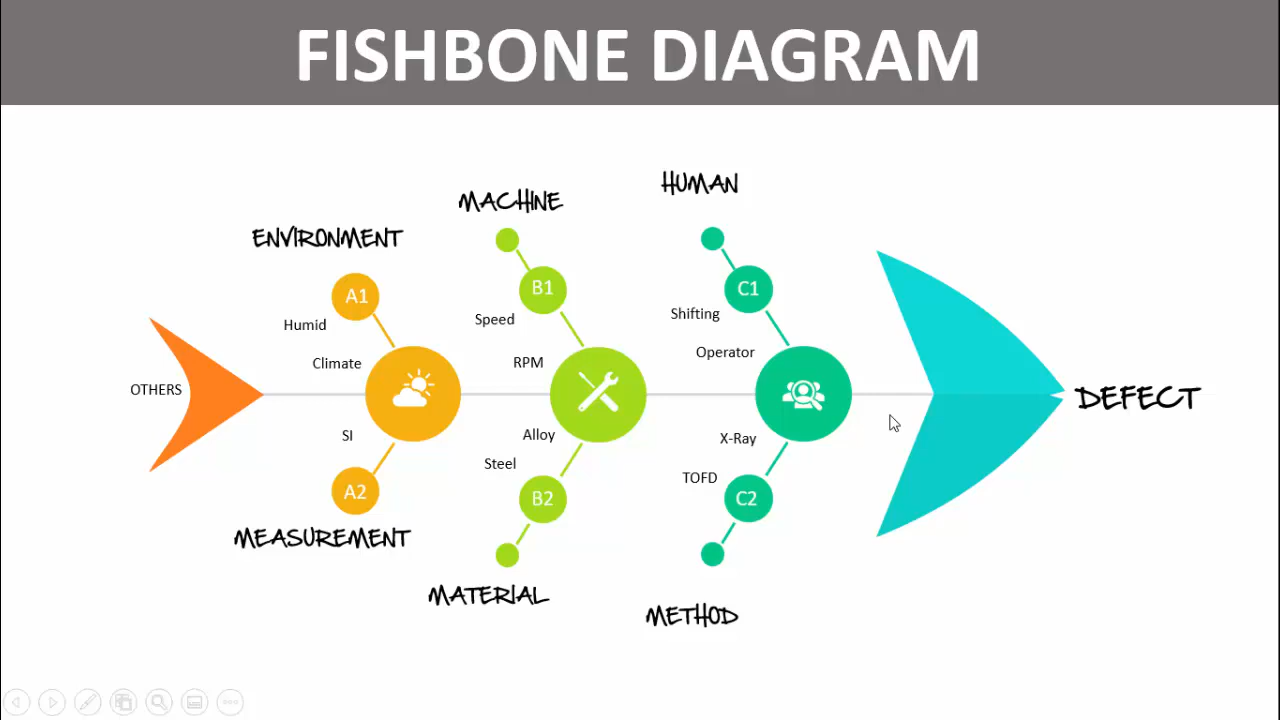 FISHBONE DIAGRAM
HUMAN
MACHINE
ENVIRONMENT
A1
B1
C1
Humid
Speed
Shifting
Climate
RPM
Operator
OTHERS
DEFECT
SI
Alloy
X-Ray
Steel
TOFD
A2
B2
C2
MEASUREMENT
MATERIAL
METHOD